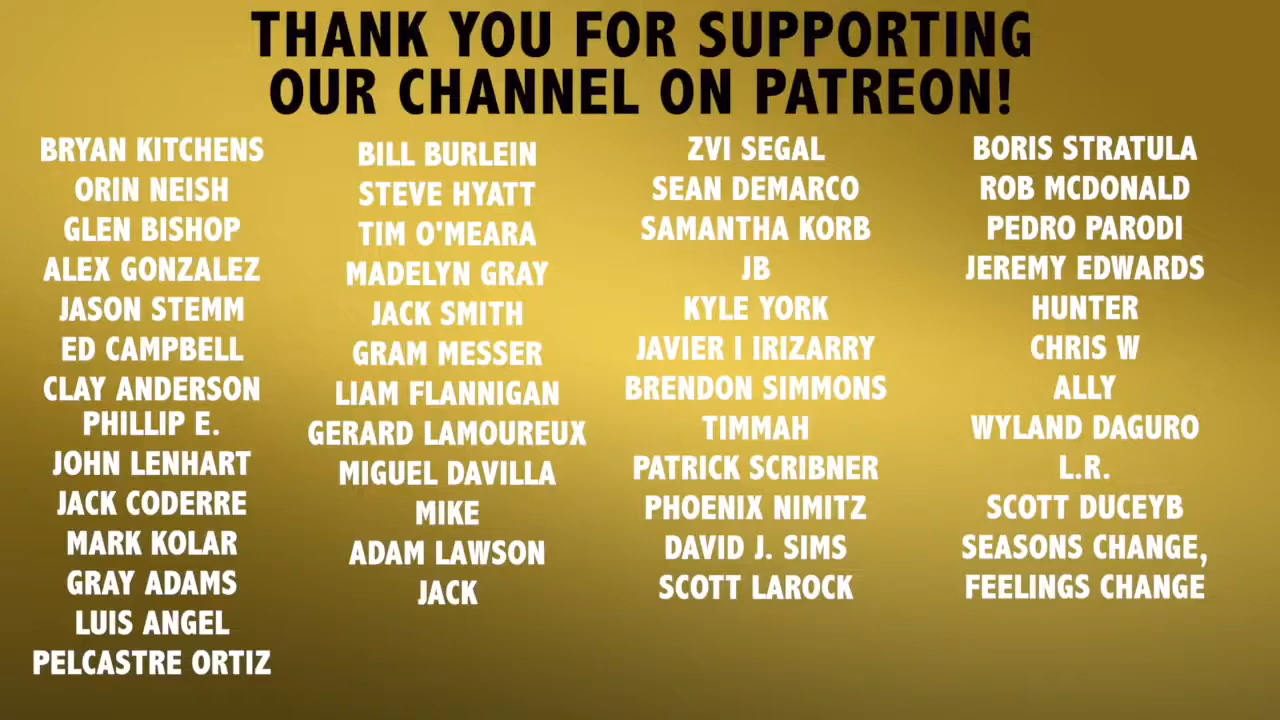 THANK YOU FOR SUPPORTING
OUR CHANNEL ON PATREON!
BRYAN KITCHENS
ORIN NEISH
GLEN BISHOP
ALEX GONZALEZ
JASON STEMM
ED CAMPBELL
CLAY ANDERSON
PHILLIP E.
JOHN LENHART
JACK CODERRE
MARK KOLAR
GRAY ADAMS
LUIS ANGEL
PELCASTRE ORTIZ
BILL BURLEIN
STEVE HYATT
TIM O'MEARA
MADELYN GRAY
JACK SMITH
GRAM MESSER
LIAM FLANNIGAN
GERARD LAMOUREUX
MIGUEL DAVILLA
MIKE
ADAM LAWSON
JACK
ZVI SEGAL
SEAN DEMARCO
SAMANTHA KORB
JB
KYLE YORK
JAVIER I IRIZARRY
BRENDON SIMMONS
TIMMAH
PATRICK SCRIBNER
PHOENIX NIMITZ
DAVID J. SIMS
SCOTT LAROCK
BORIS STRATULA
ROB MCDONALD
PEDRO PARODI
JEREMY EDWARDS
HUNTER
CHRIS W
ALLY
WYLAND DAGURO
L.R.
SCOTT DUCEYB
SEASONS CHANGE,
FEELINGS CHANGE